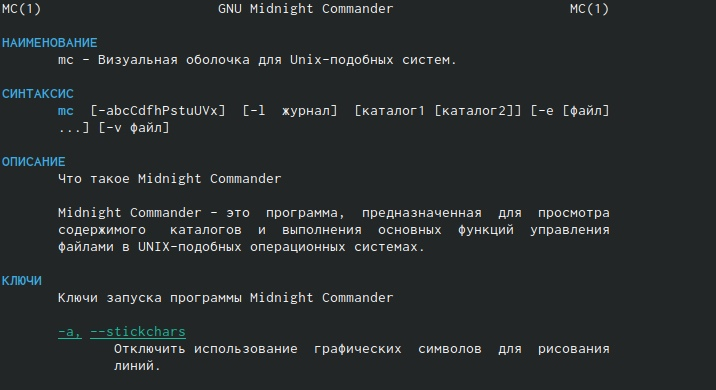 MC(1) GNU Midnight Commander MC(1)
НАИМЕНОВАНИЕ
mc - Визуальная оболочка для Unix-подобных систем.
СИНТАКСИС
mc [-abcCdfhPstuUVx] [-l журнал] [каталог1 [каталог2]] [-e [файл]
...] [-v файл]
ОПИСАНИЕ
Что такое Midnight Commander
Midnight Commander - это программа, предназначенная для просмотра
содержимого каталогов и выполнения основных функций управления
файлами в UNIX-подобных операционных системах.
КЛЮЧИ
Ключи запуска программы Midnight Commander
-a, --stickchars
Отключить использование графических символов для рисования
линий.